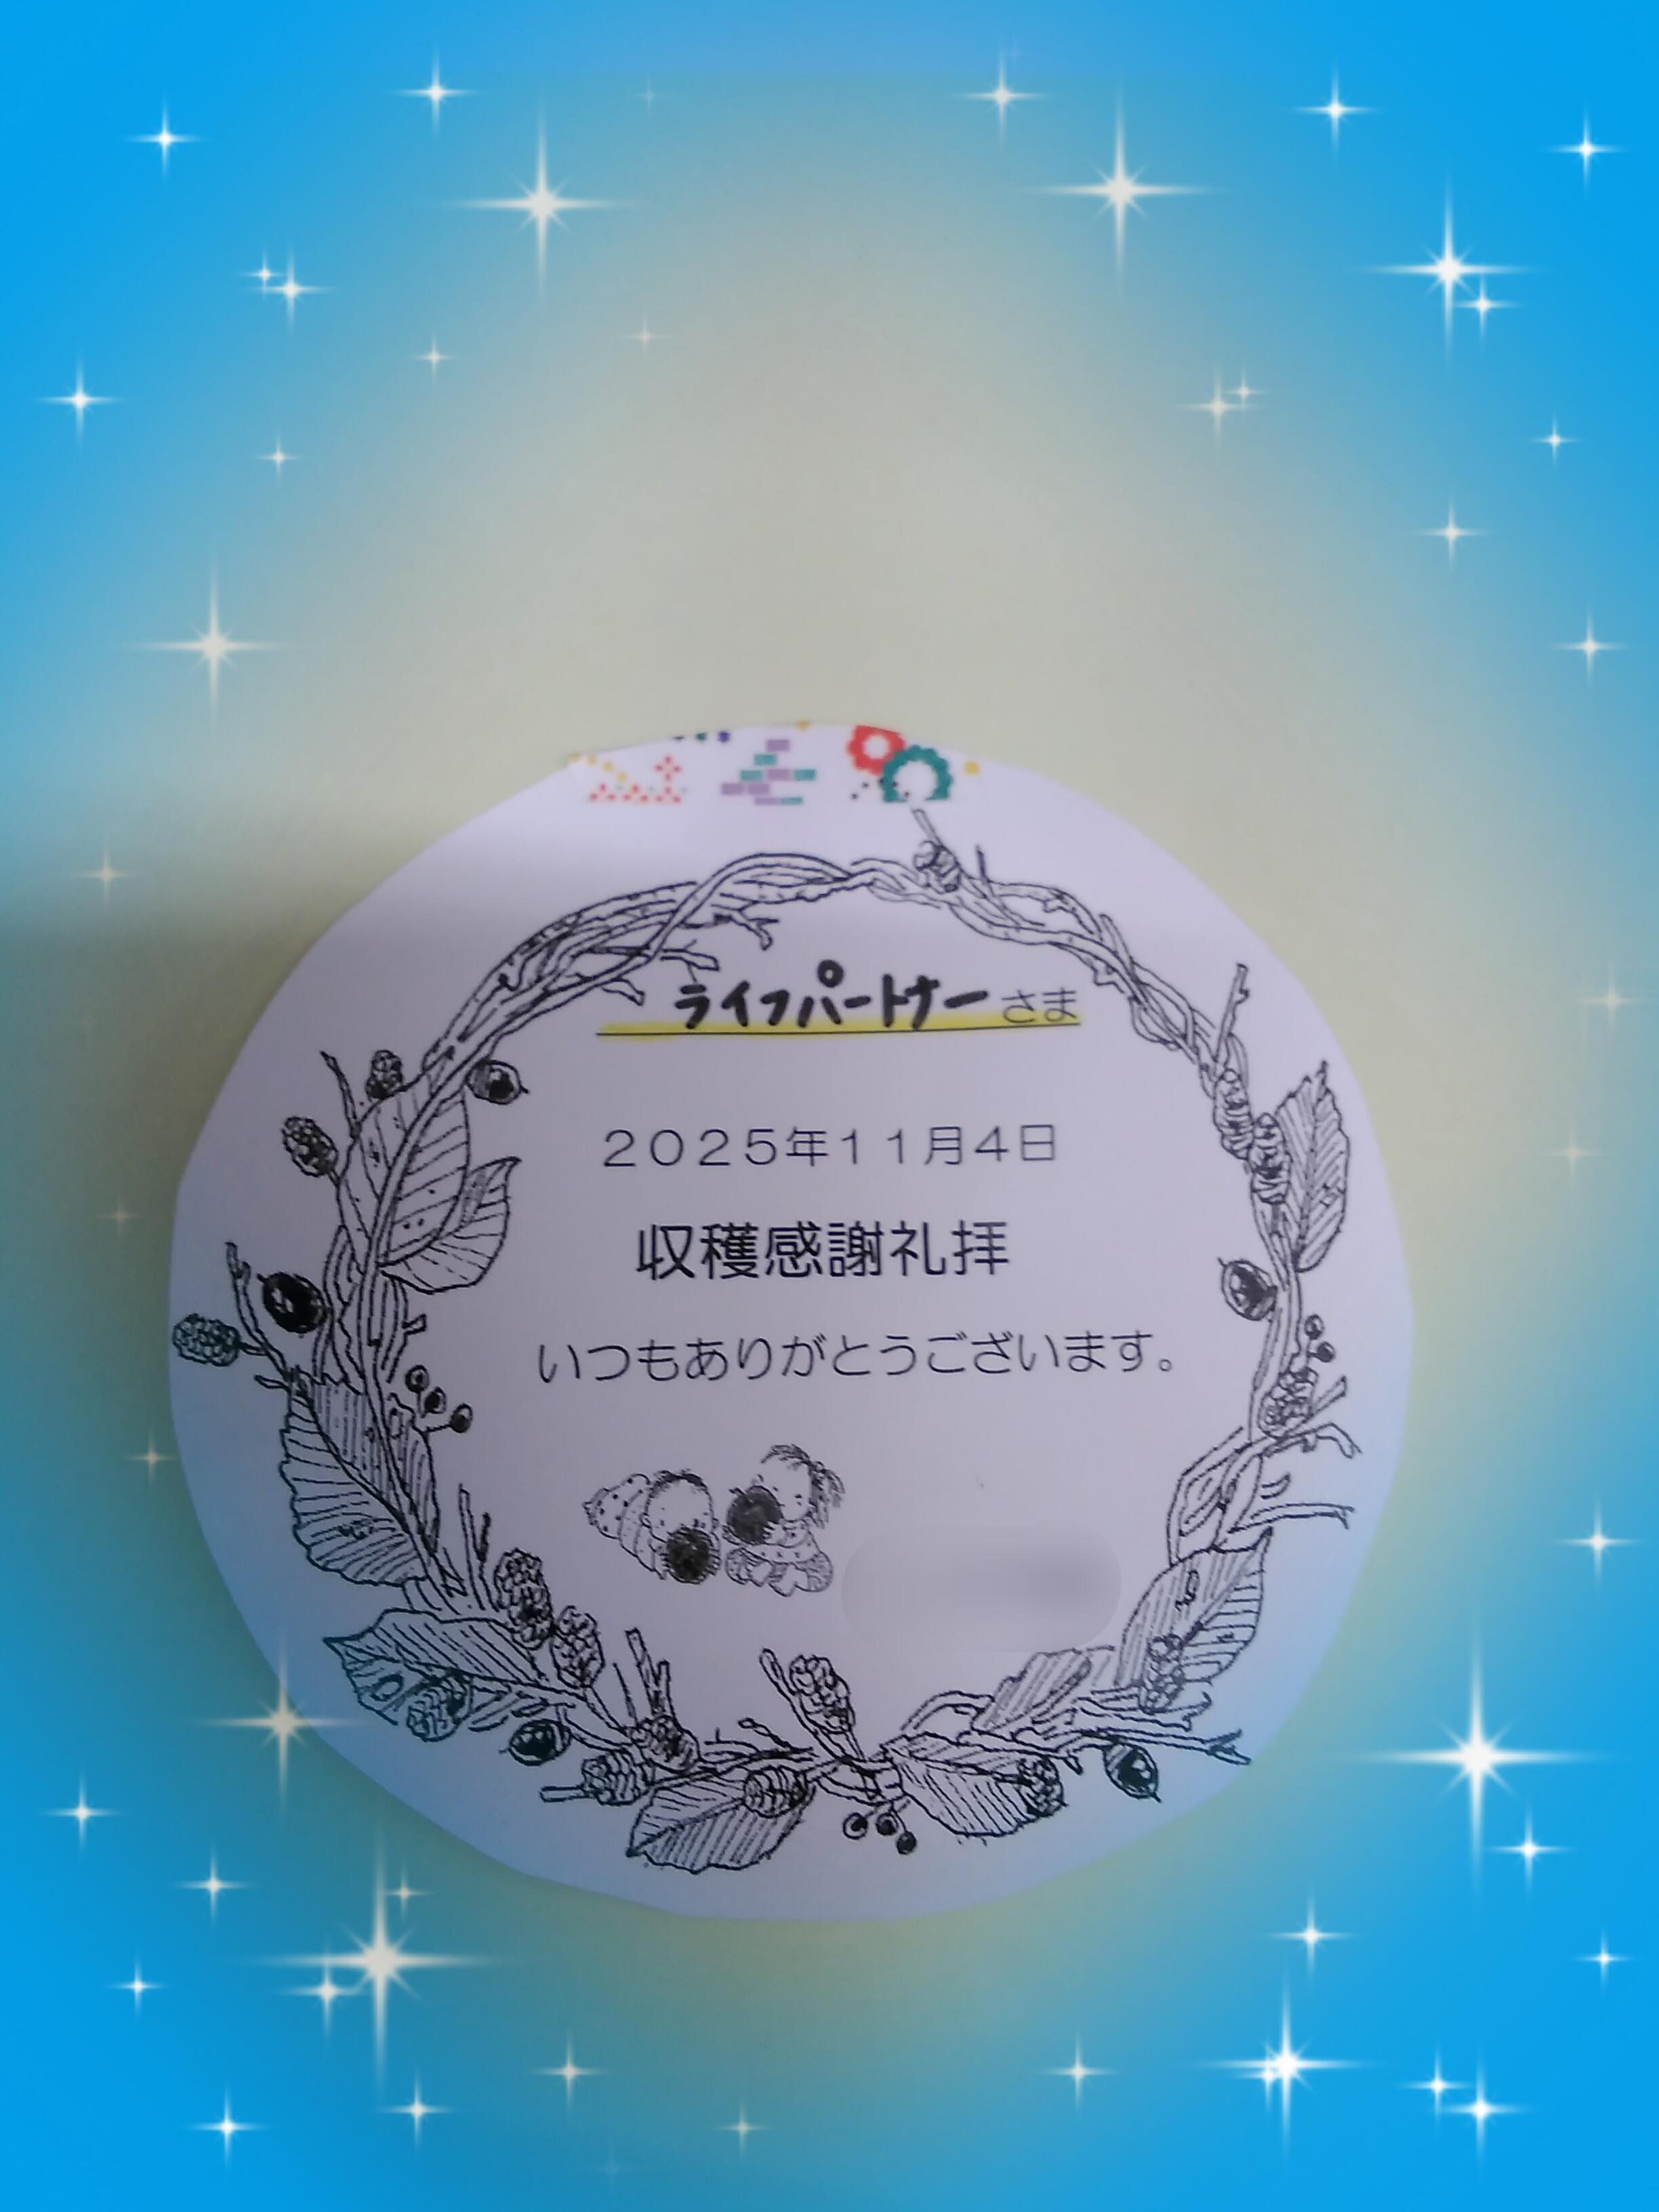 ライフパートナーさま
２０２５年１１月４日
収穫感謝礼拝
いつもありがとうございます。